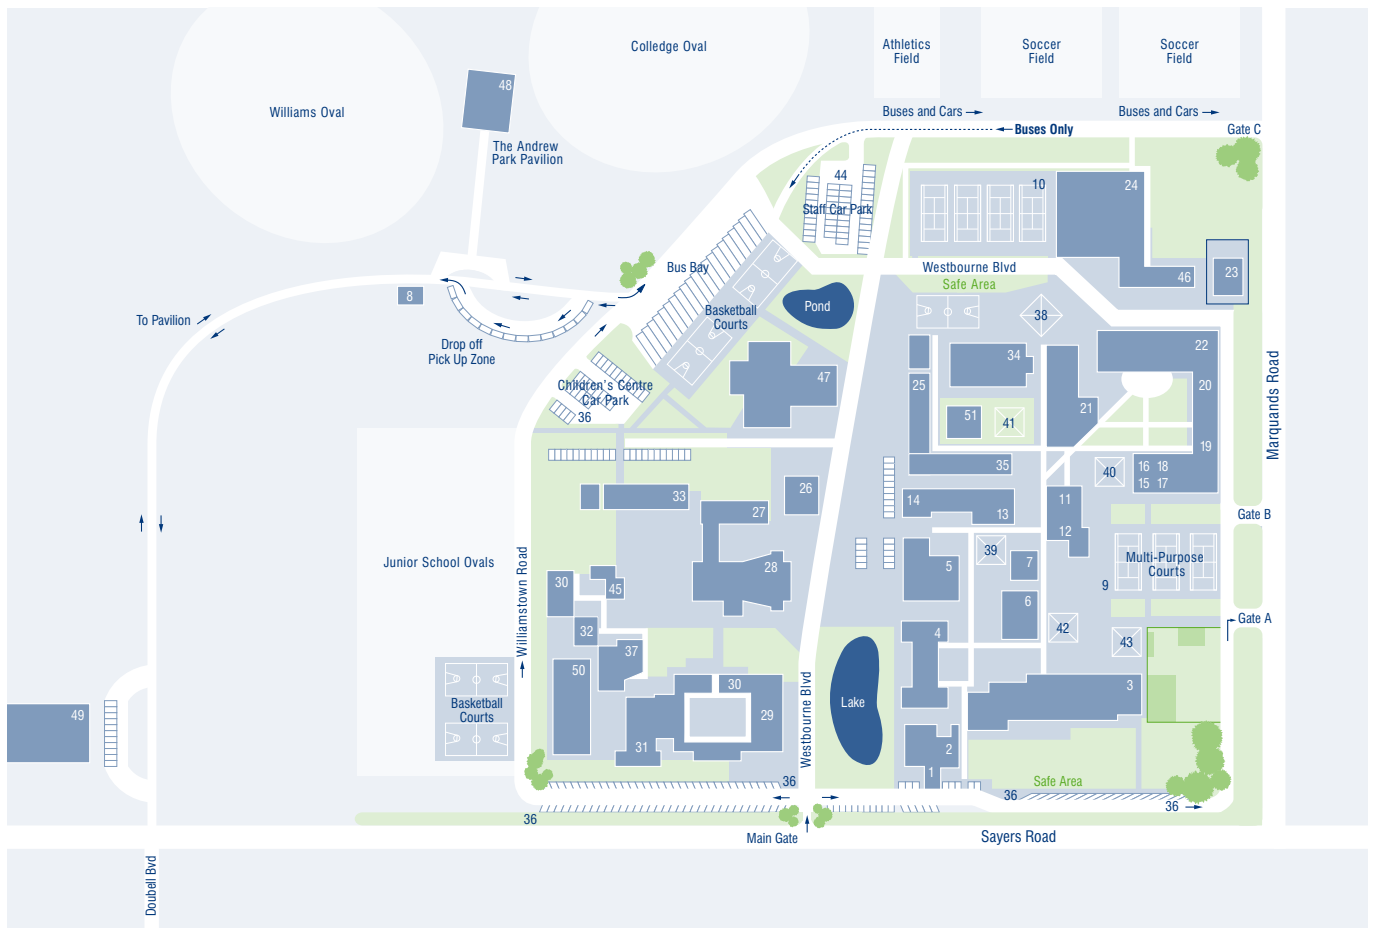 Colledge Oval
Athletics
Field
Soccer
Field
Soccer
Field
48
Williams Oval
Buses and Cars
Buses and Cars
Buses Only
Gate C
The Andrew
Park Pavilion
44
10
24
Staff Car Park
Bus Bay
Westbourne Blvd
46
23
Safe Area
8
Pond
Basketball
Courts
38
To Pavilion
Drop off
Pick Up Zone
22
34
47
25
20
Children's Centre
Car Park
36
51
41
21
Marquands Road
19
35
40
16 18
15 17
33
26
14
11
27
13
Gate B
12
39
Junior School Ovals
Multi-Purpose
Courts
28
5
7
30
45
9
6
Williamstown Road
Gate A
32
4
42
43
37
50
30
3
Basketball
Courts
Lake
49
29
Westbourne Blvd
31
2
1
36
Safe Area
36
36
36
Main Gate
Sayers Road
Doubell Bvd